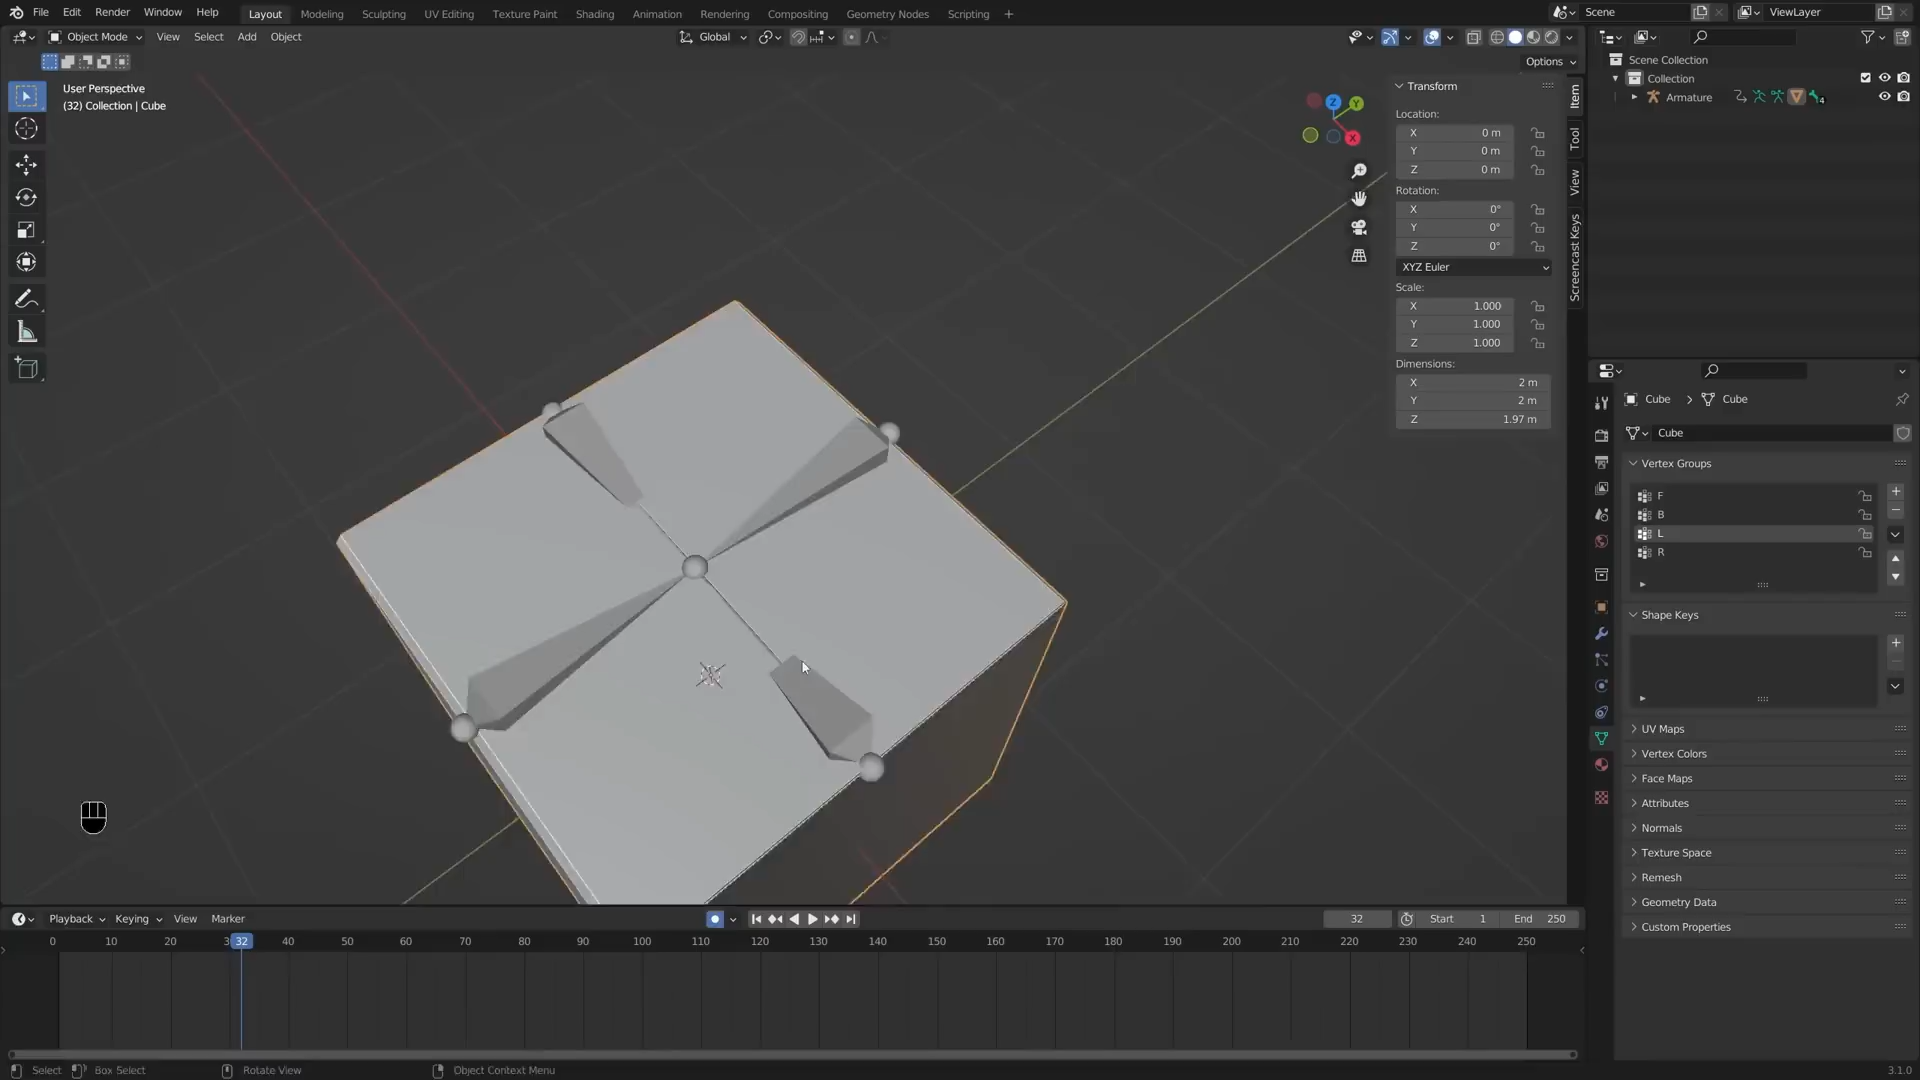 File Edit Render Window Help Layout Modeling Sculpting UV Editing Texture Paint Shading Animation Rendering Compositing Geometry Nodes Scripting + Scene ViewLayer
Object Mode View Select Add Object Global
Options
User Perspective
(32) Collection | Cube
Transform
Location:
X 0 m
Y 0 m
Z 0 m
Rotation:
X 0°
Y 0°
Z 0°
XYZ Euler
Scale:
X 1.000
Y 1.000
Z 1.000
Dimensions:
X 2 m
Y 2 m
Z 1.97 m
Item
Tool
View
Screencast Keys
Z
Y
X
Scene Collection
Collection
Armature 4
Cube > Cube
Cube
Vertex Groups
F
B
L
R
Shape Keys
UV Maps
Vertex Colors
Face Maps
Attributes
Normals
Texture Space
Remesh
Geometry Data
Custom Properties
Playback Keying View Marker 32 Start 1 End 250
0 10 20 3 32 40 50 60 70 80 90 100 110 120 130 140 150 160 170 180 190 200 210 220 230 240 250
Select Box Select Rotate View Object Context Menu 3.1.0